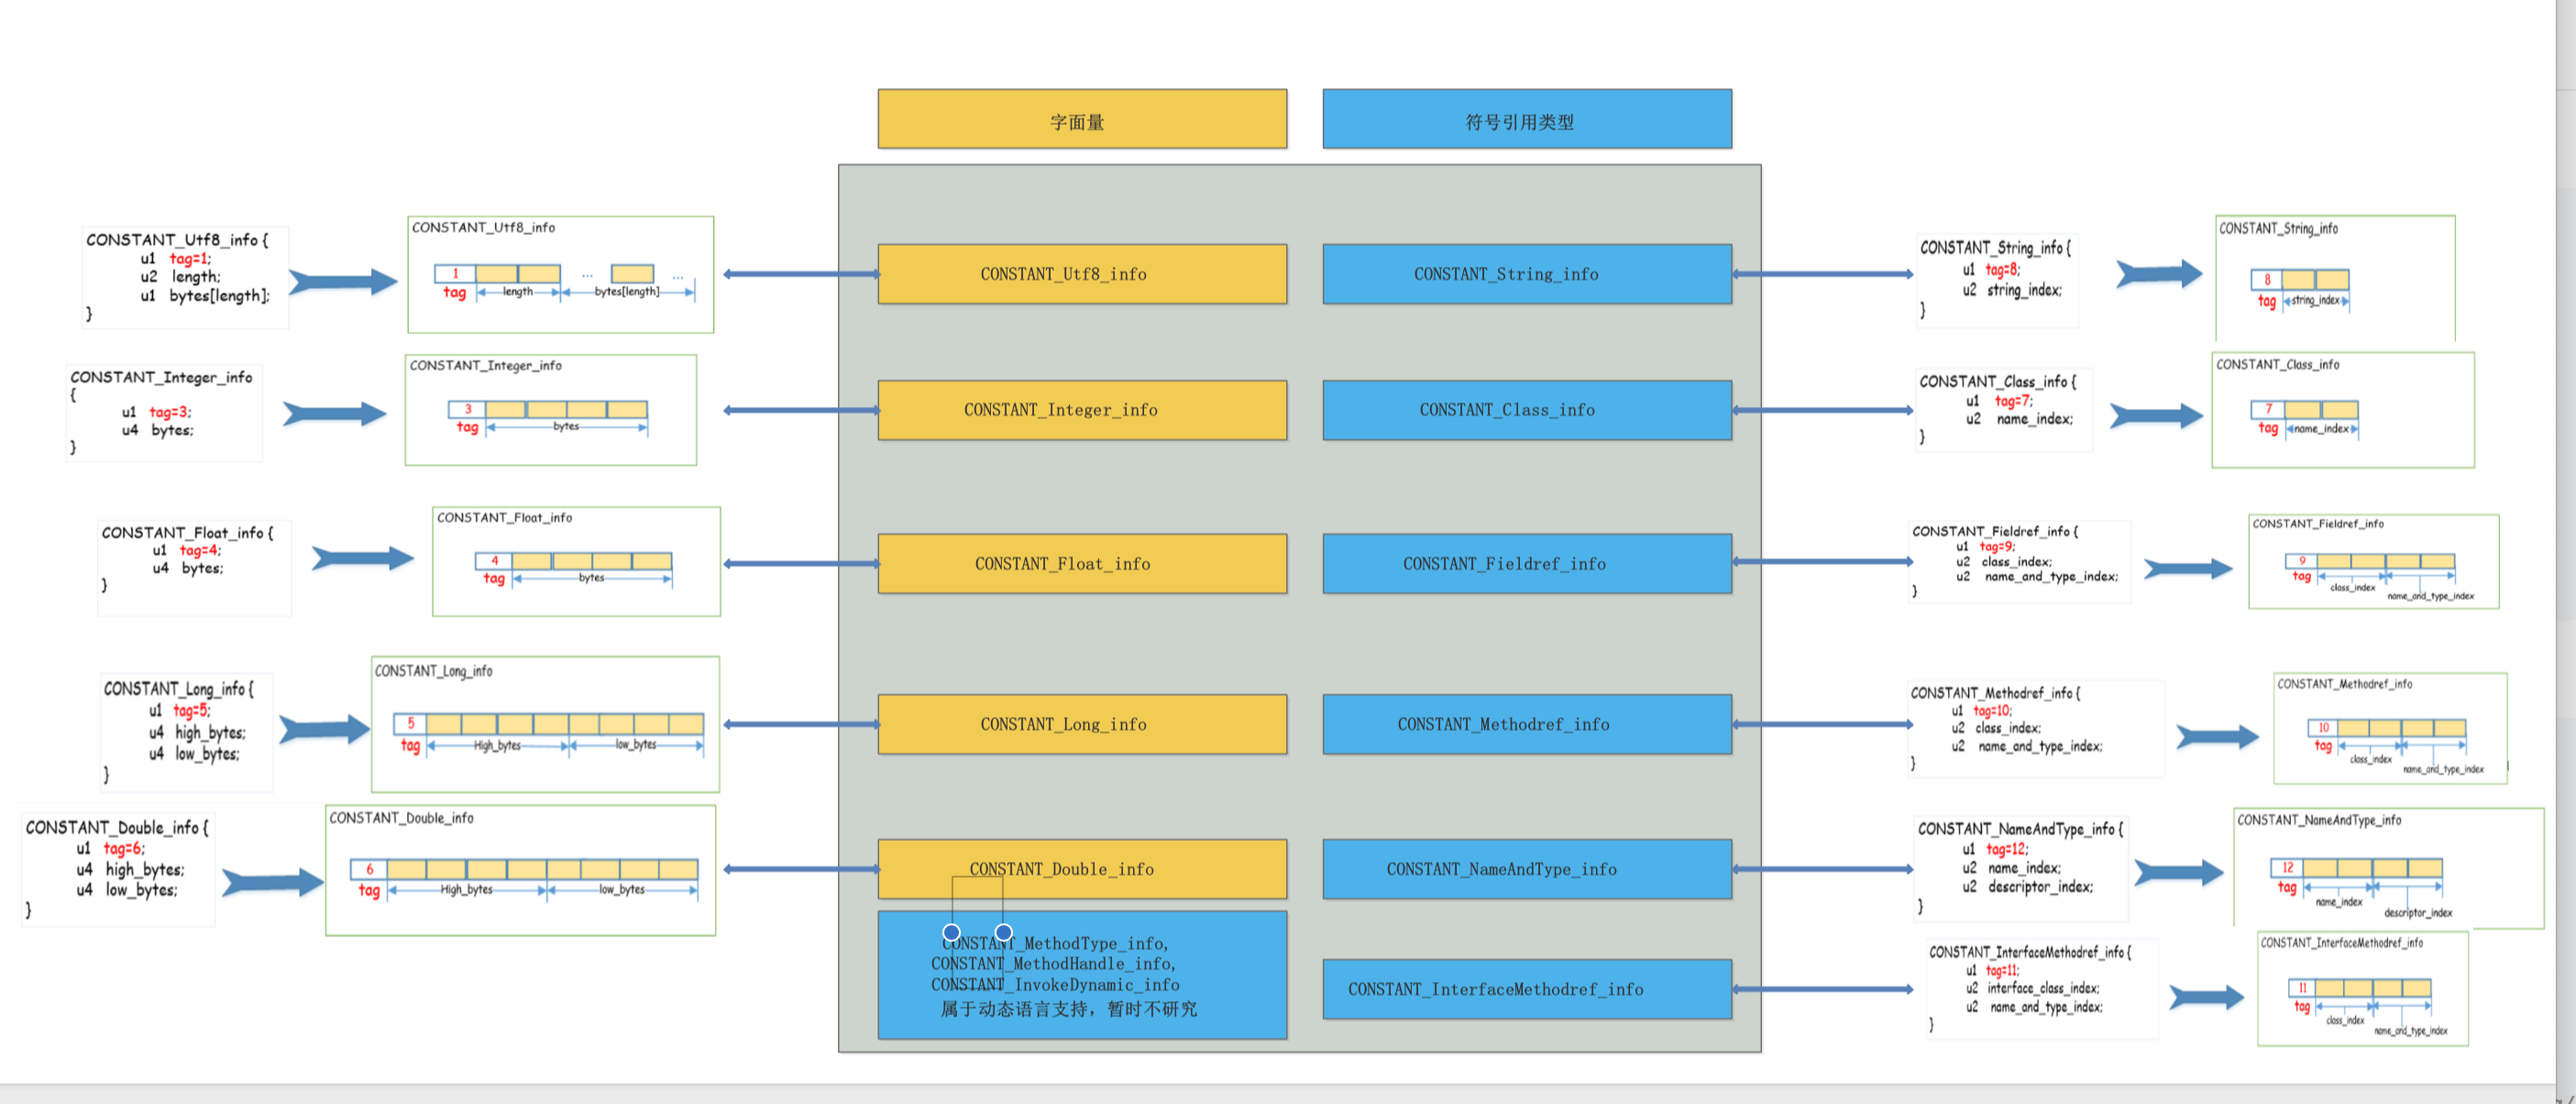 字面量
符号引用类型
CONSTANT_Utf8_info {
u1 tag=1;
u2 length;
u1 bytes[length];
}
CONSTANT_Utf8_info
1
... ...
tag
length
bytes[length]
CONSTANT_Utf8_info
CONSTANT_String_info
CONSTANT_String_info {
u1 tag=8;
u2 string_index;
}
CONSTANT_String_info
8
tag
string_index
CONSTANT_Integer_info
{
u1 tag=3;
u4 bytes;
}
CONSTANT_Integer_info
3
tag
bytes
CONSTANT_Integer_info
CONSTANT_Class_info
CONSTANT_Class_info {
u1 tag=7;
u2 name_index;
}
CONSTANT_Class_info
7
tag
name_index
CONSTANT_Float_info {
u1 tag=4;
u4 bytes;
}
CONSTANT_Float_info
4
tag
bytes
CONSTANT_Float_info
CONSTANT_Fieldref_info
CONSTANT_Fieldref_info {
u1 tag=9;
u2 class_index;
u2 name_and_type_index;
}
CONSTANT_Fieldref_info
9
tag
class_index
name_and_type_index
CONSTANT_Long_info {
u1 tag=5;
u4 high_bytes;
u4 low_bytes;
}
CONSTANT_Long_info
5
tag
High_bytes
low_bytes
CONSTANT_Long_info
CONSTANT_Methodref_info
CONSTANT_Methodref_info {
u1 tag=10;
u2 class_index;
u2 name_and_type_index;
}
CONSTANT_Methodref_info
10
tag
class_index
name_and_type_index
CONSTANT_Double_info {
u1 tag=6;
u4 high_bytes;
u4 low_bytes;
}
CONSTANT_Double_info
6
tag
High_bytes
low_bytes
CONSTANT_Double_info
CONSTANT_NameAndType_info
CONSTANT_NameAndType_info {
u1 tag=12;
u2 name_index;
u2 descriptor_index;
}
CONSTANT_NameAndType_info
12
tag
name_index
descriptor_index
CONSTANT_MethodType_info,
CONSTANT_MethodHandle_info,
CONSTANT_InvokeDynamic_info
属于动态语言支持，暂时不研究
CONSTANT_InterfaceMethodref_info
CONSTANT_InterfaceMethodref_info {
u1 tag=11;
u2 interface_class_index;
u2 name_and_type_index;
}
CONSTANT_InterfaceMethodref_info
11
tag
class_index
name_and_type_index